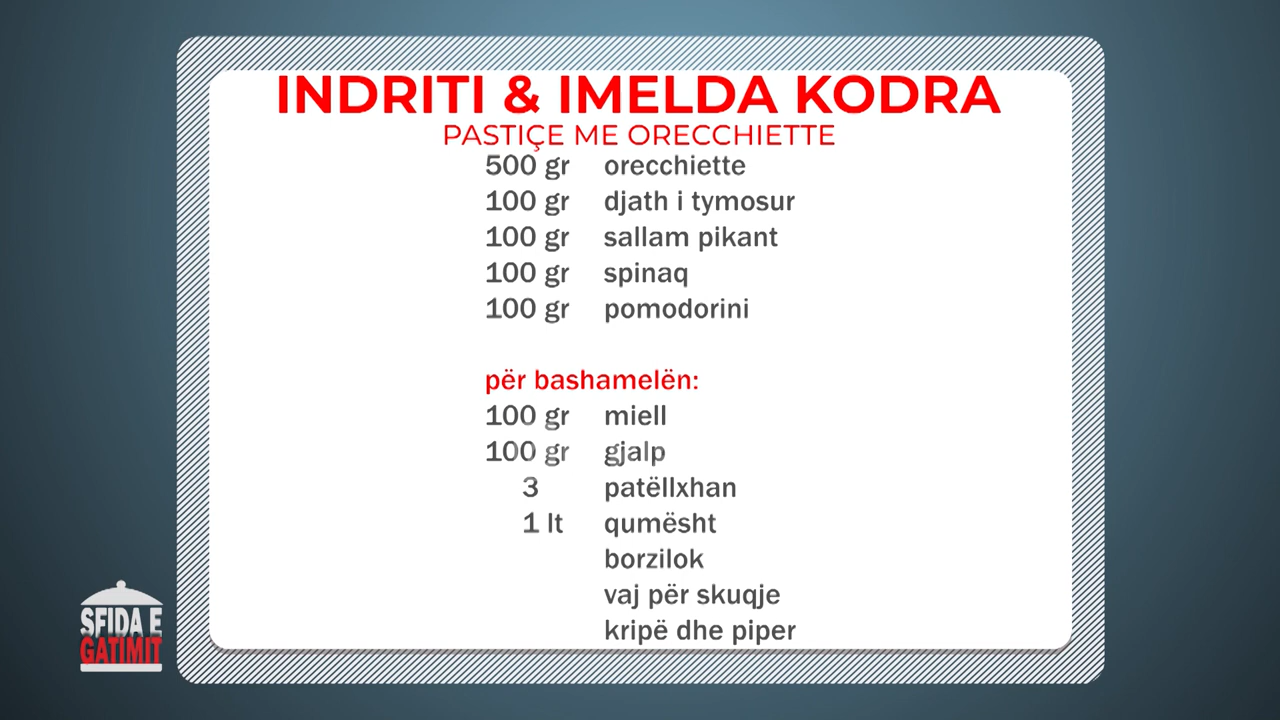 INDRITI & IMELDA KODRA
PASTIÇE ME ORECCHIETTE
500 gr orecchiette
100 gr djath i tymosur
100 gr sallam pikant
100 gr spinaq
100 gr pomodorini
për bashamelën:
100 gr miell
100 gr gjalp
3 patëllxhan
1 lt qumësht
borzilok
vaj për skuqje
kripë dhe piper
SFIDA E
GATIMIT